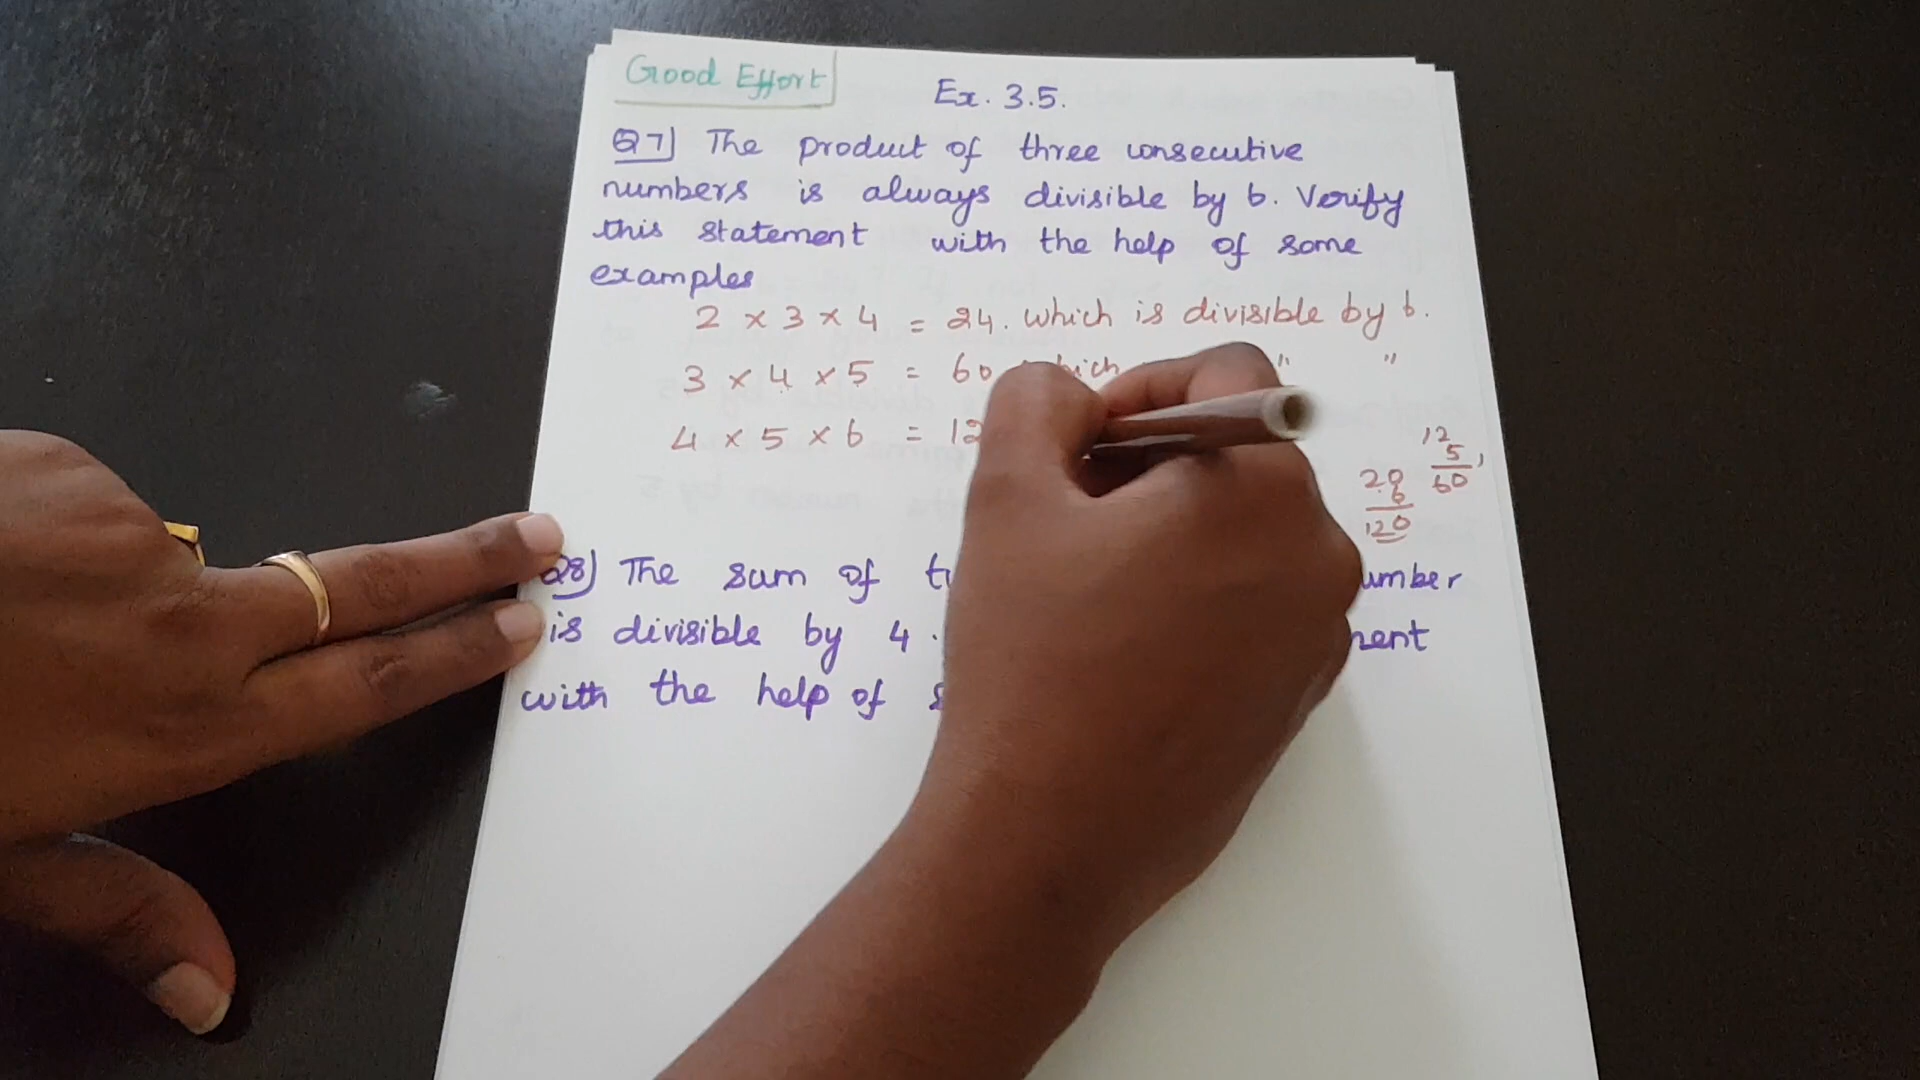 Good Effort
Ex. 3.5.
Q7) The product of three consecutive
numbers is always divisible by 6. Verify
this statement with the help of some
examples
2 × 3 × 4 = 24. which is divisible by 6.
3 × 4 × 5 = 60 which " "
4 × 5 × 6 = 12
12
5
60
20
6
120
Q8) The sum of
is divisible by 4.
with the help of